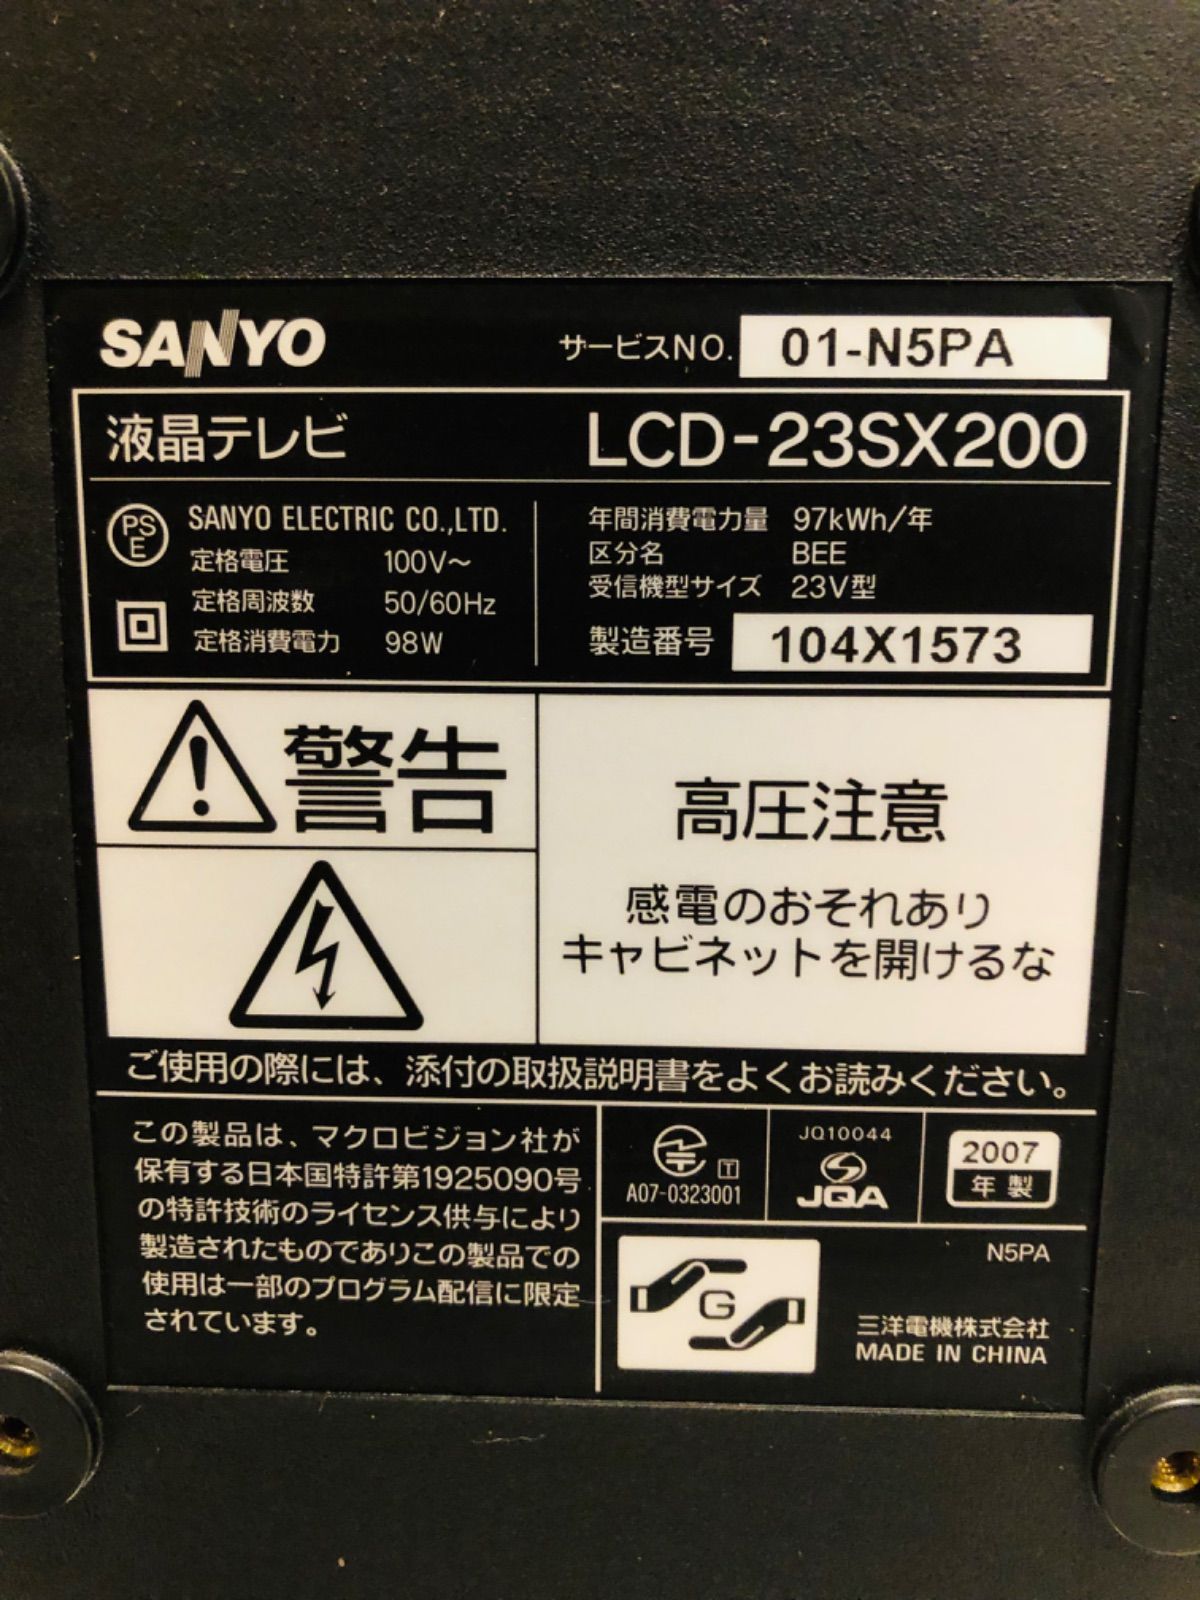 SANYO
サービスNO. 01-N5PA
液晶テレビ LCD-23SX200
PS
E
SANYO ELECTRIC CO.,LTD.
定格電圧 100V～
定格周波数 50/60Hz
定格消費電力 98W
年間消費電力量 97kWh/年
区分名 BEE
受信機型サイズ 23V型
製造番号 104X1573
警告
高圧注意
感電のおそれあり
キャビネットを開けるな
ご使用の際には、添付の取扱説明書をよくお読みください。
この製品は、マクロビジョン社が
保有する日本国特許第1925090号
の特許技術のライセンス供与により
製造されたものでありこの製品での
使用は一部のプログラム配信に限定
されています。
T
A07-0323001
JQ10044
JQA
2007
年製
G
N5PA
三洋電機株式会社
MADE IN CHINA